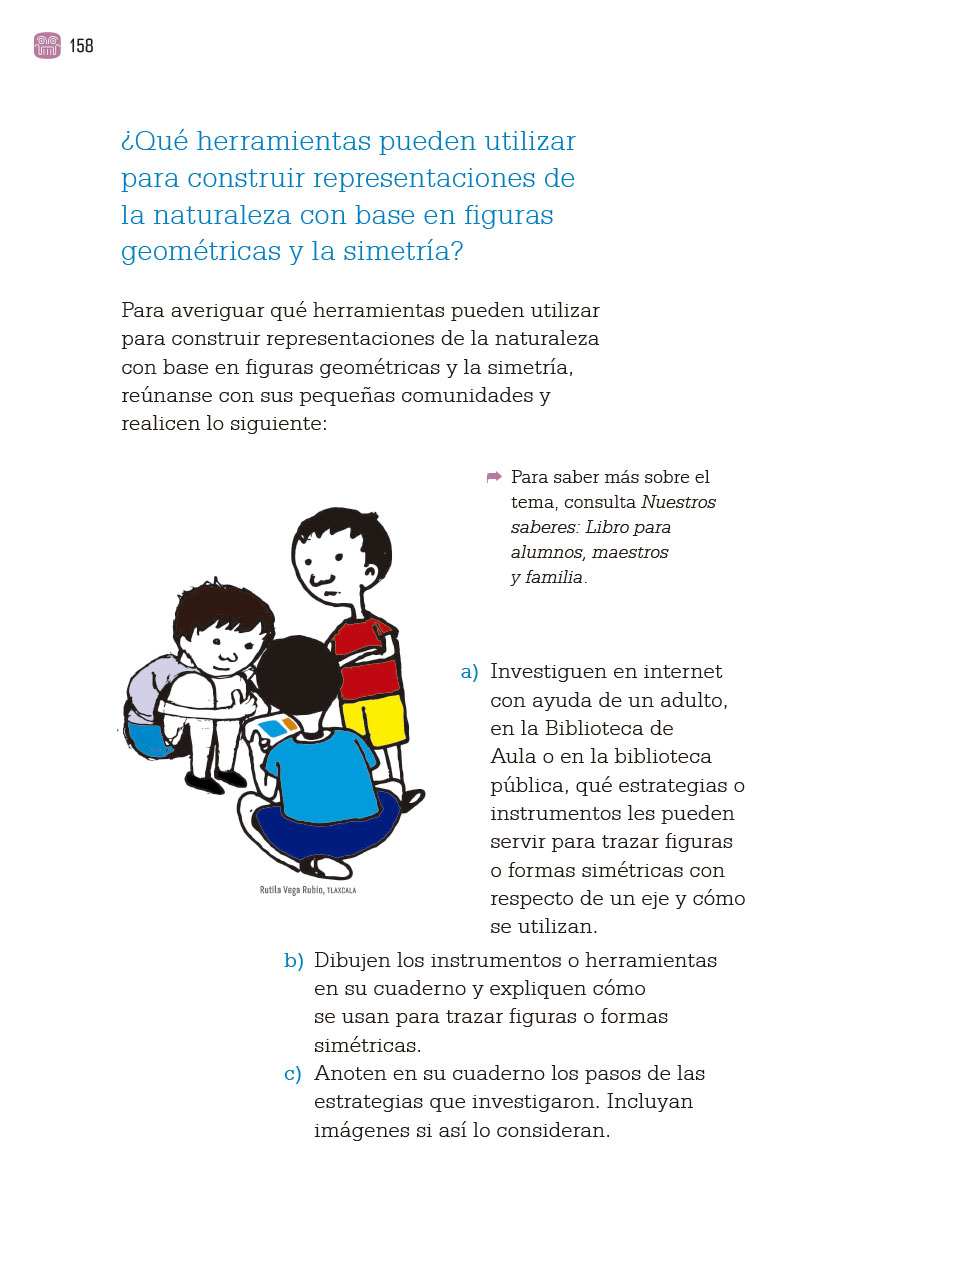 158
¿Qué herramientas pueden utilizar
para construir representaciones de
la naturaleza con base en figuras
geométricas y la simetría?
Para averiguar qué herramientas pueden utilizar
para construir representaciones de la naturaleza
con base en figuras geométricas y la simetría,
reúnanse con sus pequeñas comunidades y
realicen lo siguiente:
Para saber más sobre el
tema, consulta Nuestros
saberes: Libro para
alumnos, maestros
y familia.
a) Investiguen en internet
con ayuda de un adulto,
en la Biblioteca de
Aula o en la biblioteca
pública, qué estrategias o
instrumentos les pueden
servir para trazar figuras
o formas simétricas con
respecto de un eje y cómo
se utilizan.
Rutila Vega Rubio, TLAXCALA
b) Dibujen los instrumentos o herramientas
en su cuaderno y expliquen cómo
se usan para trazar figuras o formas
simétricas.
c) Anoten en su cuaderno los pasos de las
estrategias que investigaron. Incluyan
imágenes si así lo consideran.